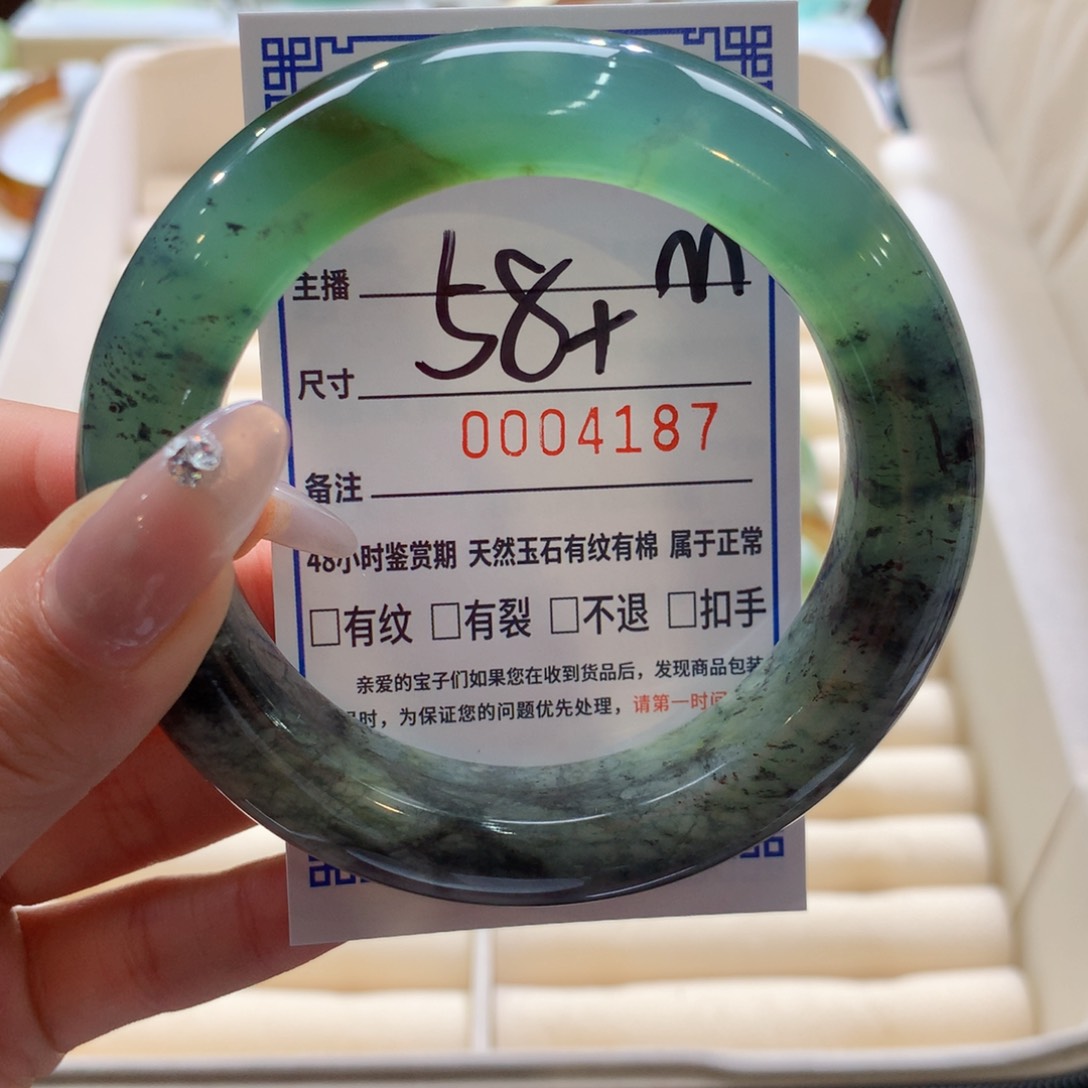 主播 m
尺寸 58+
0004187
备注
48小时鉴赏期 天然玉石有纹有棉 属于正常
□有纹 □有裂 □不退 □扣手
亲爱的宝子们如果您在收到货品后，发现商品包装
时，为保证您的问题优先处理，请第一时间